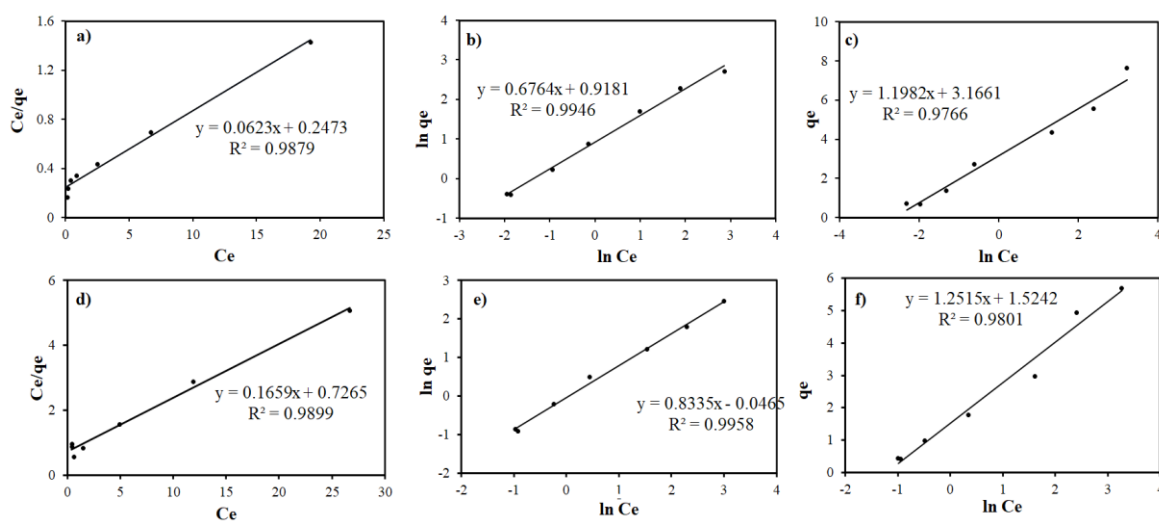 a)
1.6
1.2
0.8
0.4
0
Ce/qe
y = 0.0623x + 0.2473
R² = 0.9879
0 5 10 15 20 25
Ce
b)
4
3
2
1
0
-1
ln qe
y = 0.6764x + 0.9181
R² = 0.9946
-3 -2 -1 0 1 2 3 4
ln Ce
c)
10
8
6
4
2
0
qe
y = 1.1982x + 3.1661
R² = 0.9766
-4 -2 0 2 4
ln Ce
d)
6
4
2
0
Ce/qe
y = 0.1659x + 0.7265
R² = 0.9899
0 5 10 15 20 25 30
Ce
e)
3
2
1
0
-1
-2
ln qe
y = 0.8335x - 0.0465
R² = 0.9958
-2 -1 0 1 2 3 4
ln Ce
f)
6
5
4
3
2
1
0
qe
y = 1.2515x + 1.5242
R² = 0.9801
-2 -1 0 1 2 3 4
ln Ce